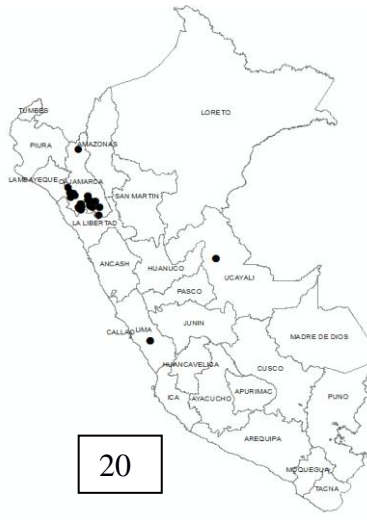 LORETO
TUMBES
PIURA
AMAZONAS
LAMBAYEQUE
CAJAMARCA
SAN MARTIN
LA LIBERTAD
ANCASH
HUANUCO
UCAYALI
PASCO
JUNIN
CALLAO
LIMA
MADRE DE DIOS
HUANCAVELICA
CUSCO
ICA
AYACUCHO
APURIMAC
PUNO
AREQUIPA
MOQUEGUA
TACNA
20